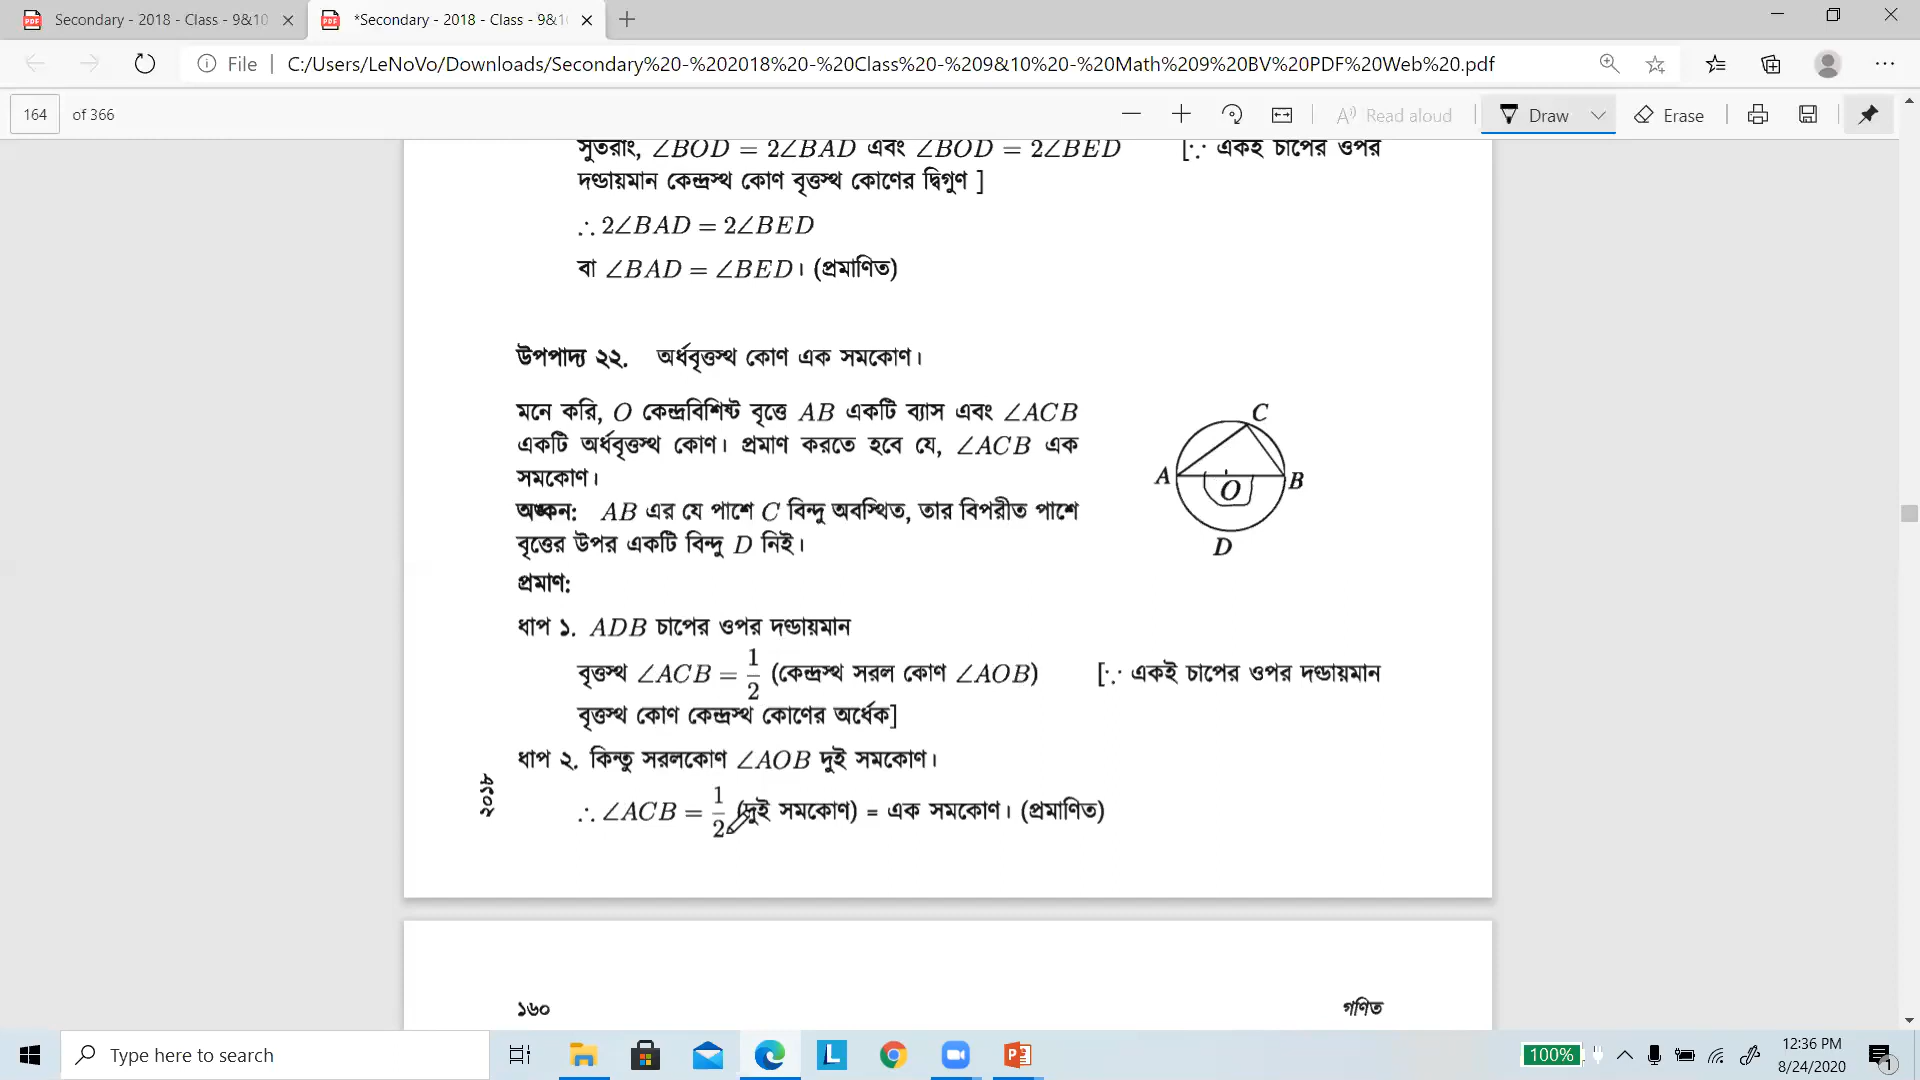 Secondary - 2018 - Class - 9&10
*Secondary - 2018 - Class - 9&1
File
C:/Users/LeNoVo/Downloads/Secondary%20-%202018%20-%20Class%20-%209&10%20-%20Math%209%20BV%20PDF%20Web%20.pdf
164 of 366
Read aloud
Draw
Erase
সুতরাং, ∠BOD = 2∠BAD এবং ∠BOD = 2∠BED [∵ একই চাপের ওপর
দণ্ডায়মান কেন্দ্রস্থ কোণ বৃত্তস্থ কোণের দ্বিগুণ ]
∴ 2∠BAD = 2∠BED
বা ∠BAD = ∠BED। (প্রমাণিত)
উপপাদ্য ২২. অর্ধবৃত্তস্থ কোণ এক সমকোণ।
মনে করি, O কেন্দ্রবিশিষ্ট বৃত্তে AB একটি ব্যাস এবং ∠ACB
একটি অর্ধবৃত্তস্থ কোণ। প্রমাণ করতে হবে যে, ∠ACB এক
সমকোণ।
অঙ্কন: AB এর যে পাশে C বিন্দু অবস্থিত, তার বিপরীত পাশে
বৃত্তের উপর একটি বিন্দু D নিই।
C
A
B
O
D
প্রমাণ:
ধাপ ১. ADB চাপের ওপর দণ্ডায়মান
বৃত্তস্থ ∠ACB = 1/2 (কেন্দ্রস্থ সরল কোণ ∠AOB) [∵ একই চাপের ওপর দণ্ডায়মান
বৃত্তস্থ কোণ কেন্দ্রস্থ কোণের অর্ধেক]
ধাপ ২. কিন্তু সরলকোণ ∠AOB দুই সমকোণ।
∴ ∠ACB = 1/2 (দুই সমকোণ) = এক সমকোণ। (প্রমাণিত)
২০১৮
১৬০
গণিত
Type here to search
100%
12:36 PM
8/24/2020
1